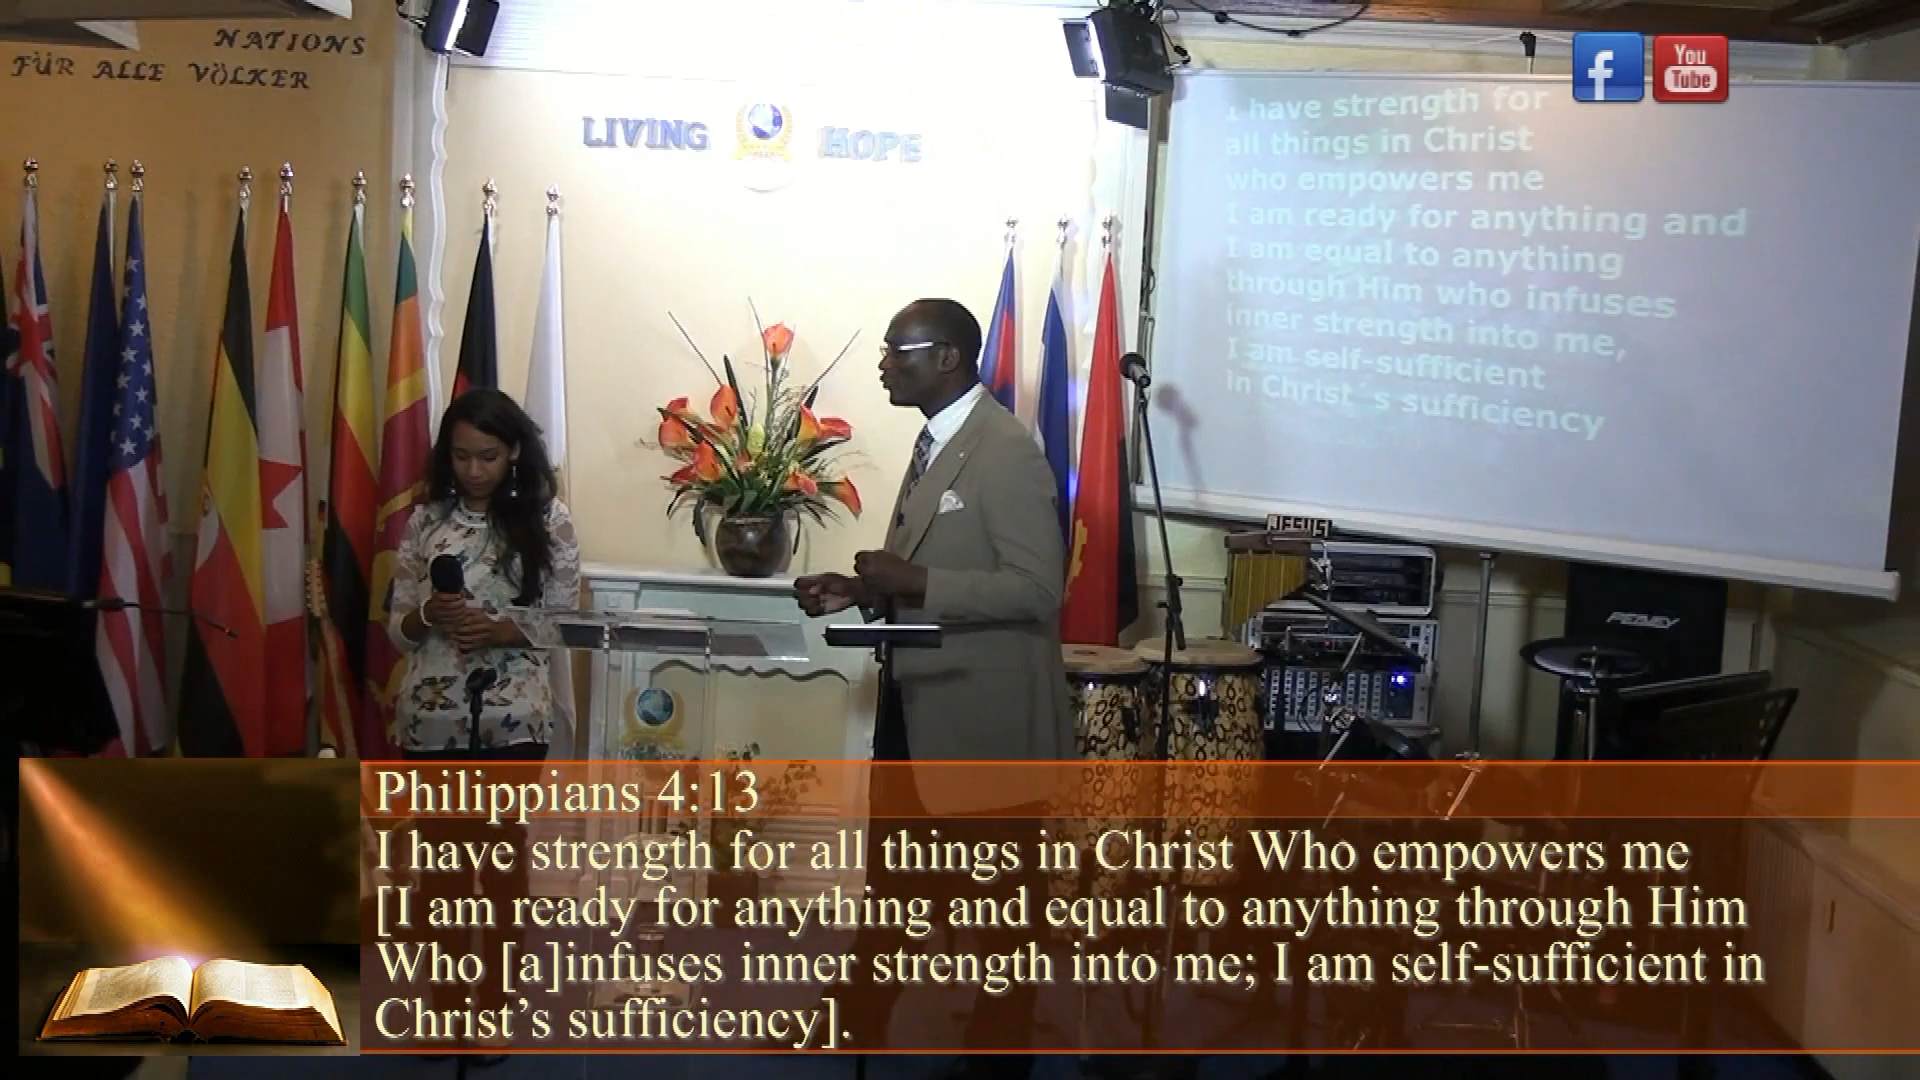 NATIONS
FÜR ALLE VÖLKER
LIVING HOPE
f
You
Tube
I have strength for
all things in Christ
who empowers me
I am ready for anything and
I am equal to anything
through Him who infuses
inner strength into me,
I am self-sufficient
in Christ´s sufficiency
JESUS
PEAVEY
Philippians 4:13
I have strength for all things in Christ Who empowers me
[I am ready for anything and equal to anything through Him
Who [a]infuses inner strength into me; I am self-sufficient in
Christ’s sufficiency].